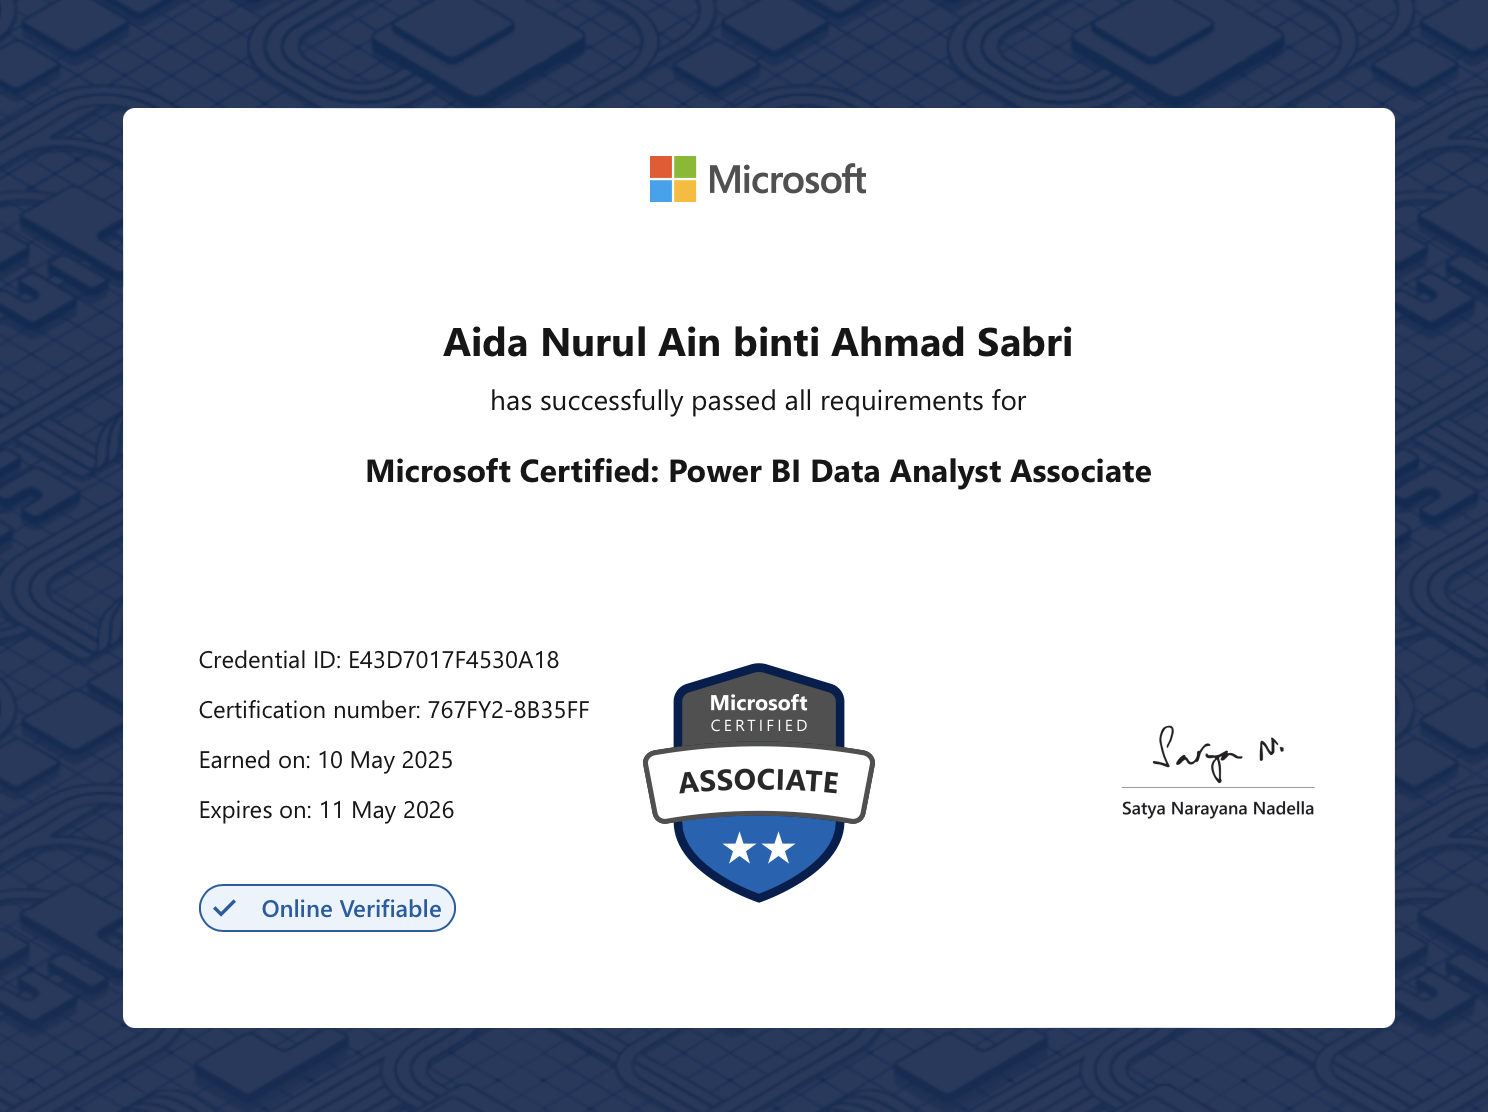 Microsoft
Aida Nurul Ain binti Ahmad Sabri
has successfully passed all requirements for
Microsoft Certified: Power BI Data Analyst Associate
Credential ID: E43D7017F4530A18
Certification number: 767FY2-8B35FF
Earned on: 10 May 2025
Expires on: 11 May 2026
Online Verifiable
Microsoft
CERTIFIED
ASSOCIATE
Satya N.
Satya Narayana Nadella